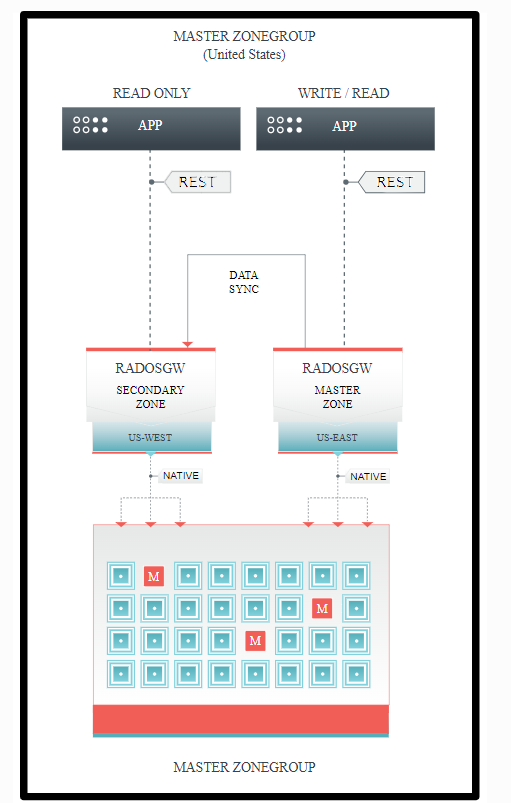 MASTER ZONEGROUP
(United States)
READ ONLY
WRITE / READ
APP
APP
REST
REST
DATA
SYNC
RADOSGW
SECONDARY
ZONE
US-WEST
RADOSGW
MASTER
ZONE
US-EAST
NATIVE
NATIVE
M
M
M
MASTER ZONEGROUP